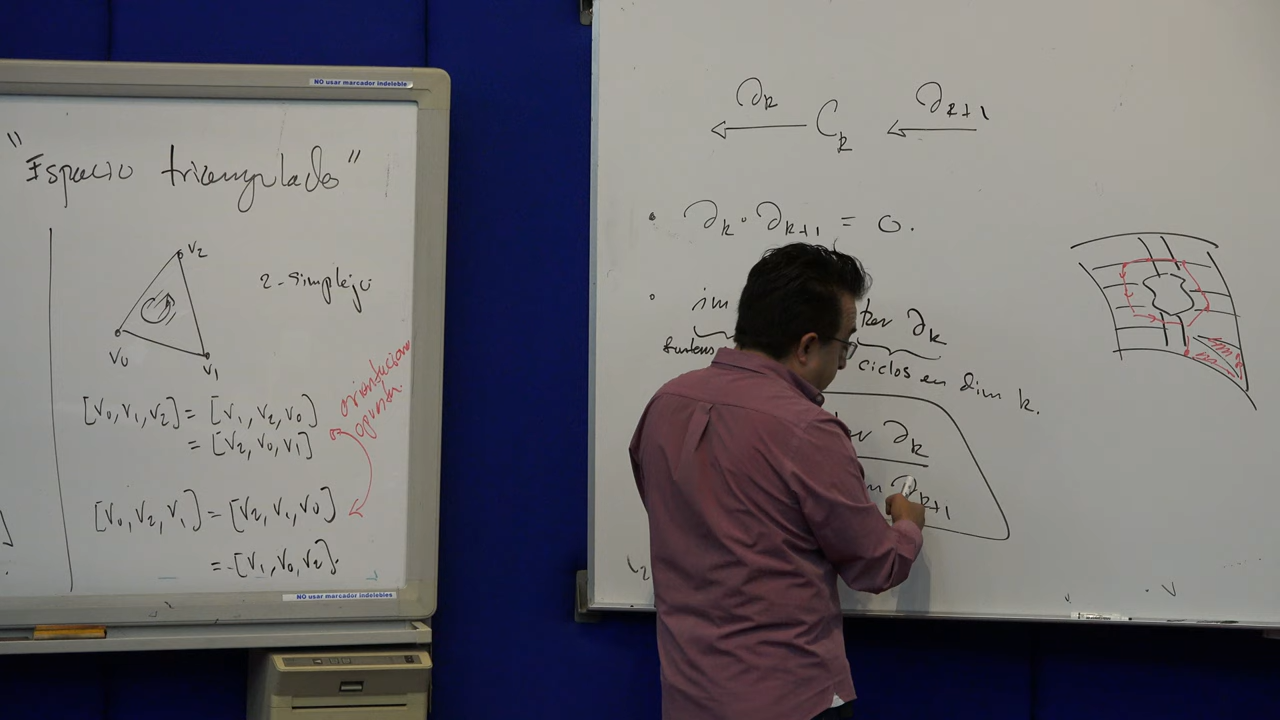 NO usar marcador indeleble
"Espacio triangulado"
V₂
2-simplejo
V₀
V₁
[V₀, V₁, V₂] = [V₁, V₂, V₀]
= [V₂, V₀, V₁]
orientación
opuesta.
[V₀, V₂, V₁] = [V₂, V₁, V₀]
= -[V₁, V₀, V₂].
NO usar marcador indelebles
∂k Ck ∂k+1
• ∂k ∘ ∂k+1 = 0.
• im ker ∂k
ciclos en dim k.
∂k
∂k+1